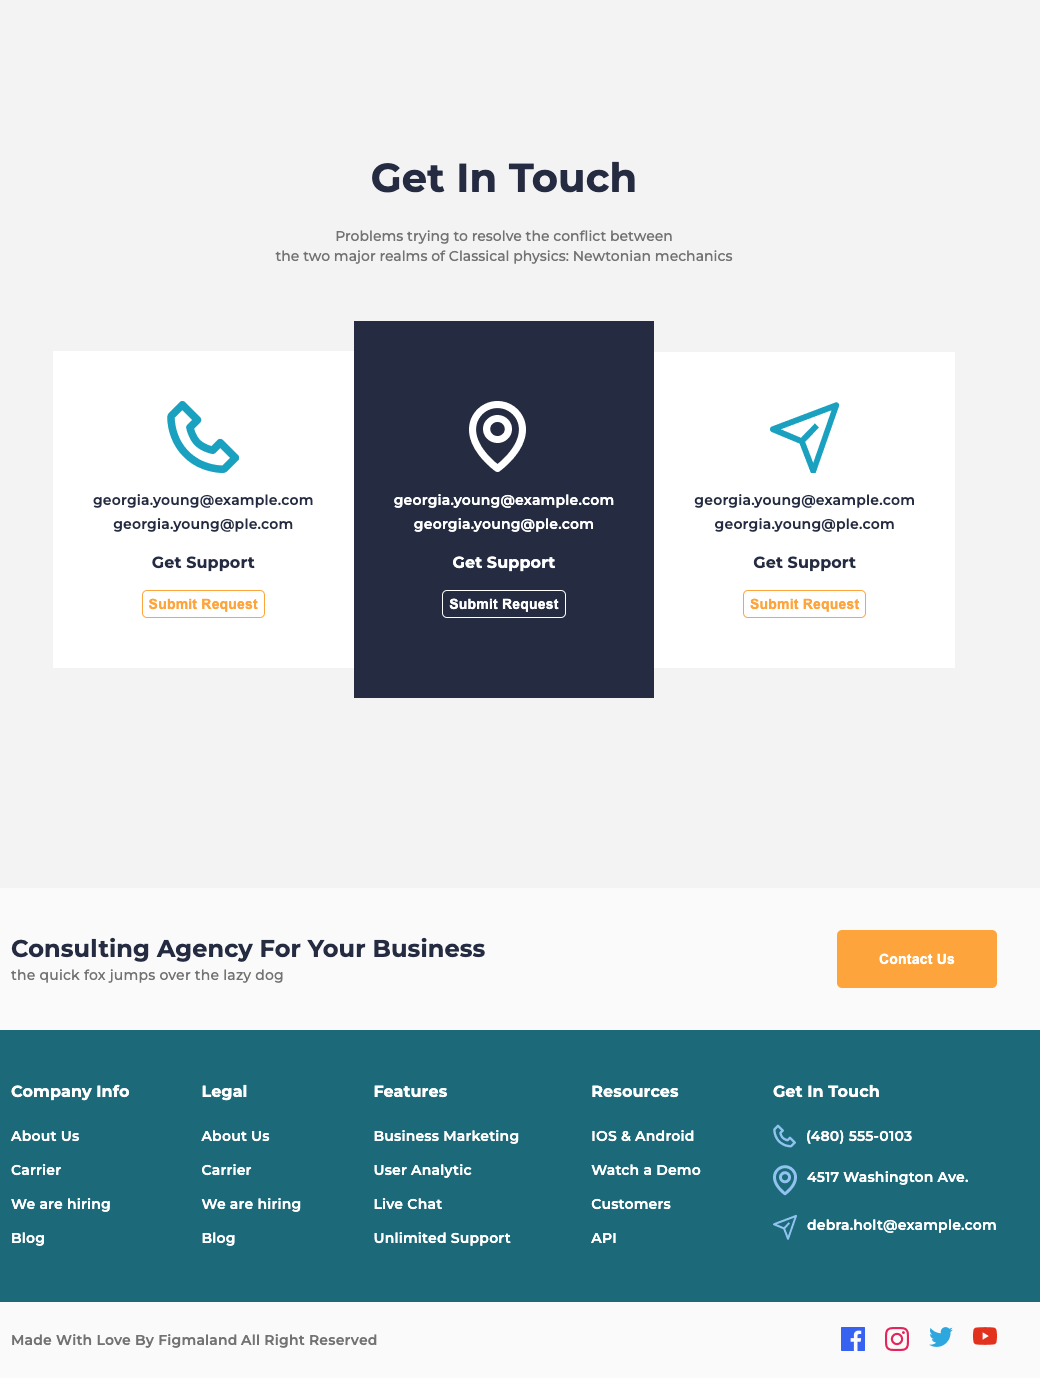 Get In Touch
Problems trying to resolve the conflict between
the two major realms of Classical physics: Newtonian mechanics
georgia.young@example.com
georgia.young@ple.com
Get Support
Submit Request
georgia.young@example.com
georgia.young@ple.com
Get Support
Submit Request
georgia.young@example.com
georgia.young@ple.com
Get Support
Submit Request
Consulting Agency For Your Business
the quick fox jumps over the lazy dog
Contact Us
Company Info
About Us
Carrier
We are hiring
Blog
Legal
About Us
Carrier
We are hiring
Blog
Features
Business Marketing
User Analytic
Live Chat
Unlimited Support
Resources
IOS & Android
Watch a Demo
Customers
API
Get In Touch
(480) 555-0103
4517 Washington Ave.
debra.holt@example.com
Made With Love By Figmaland All Right Reserved